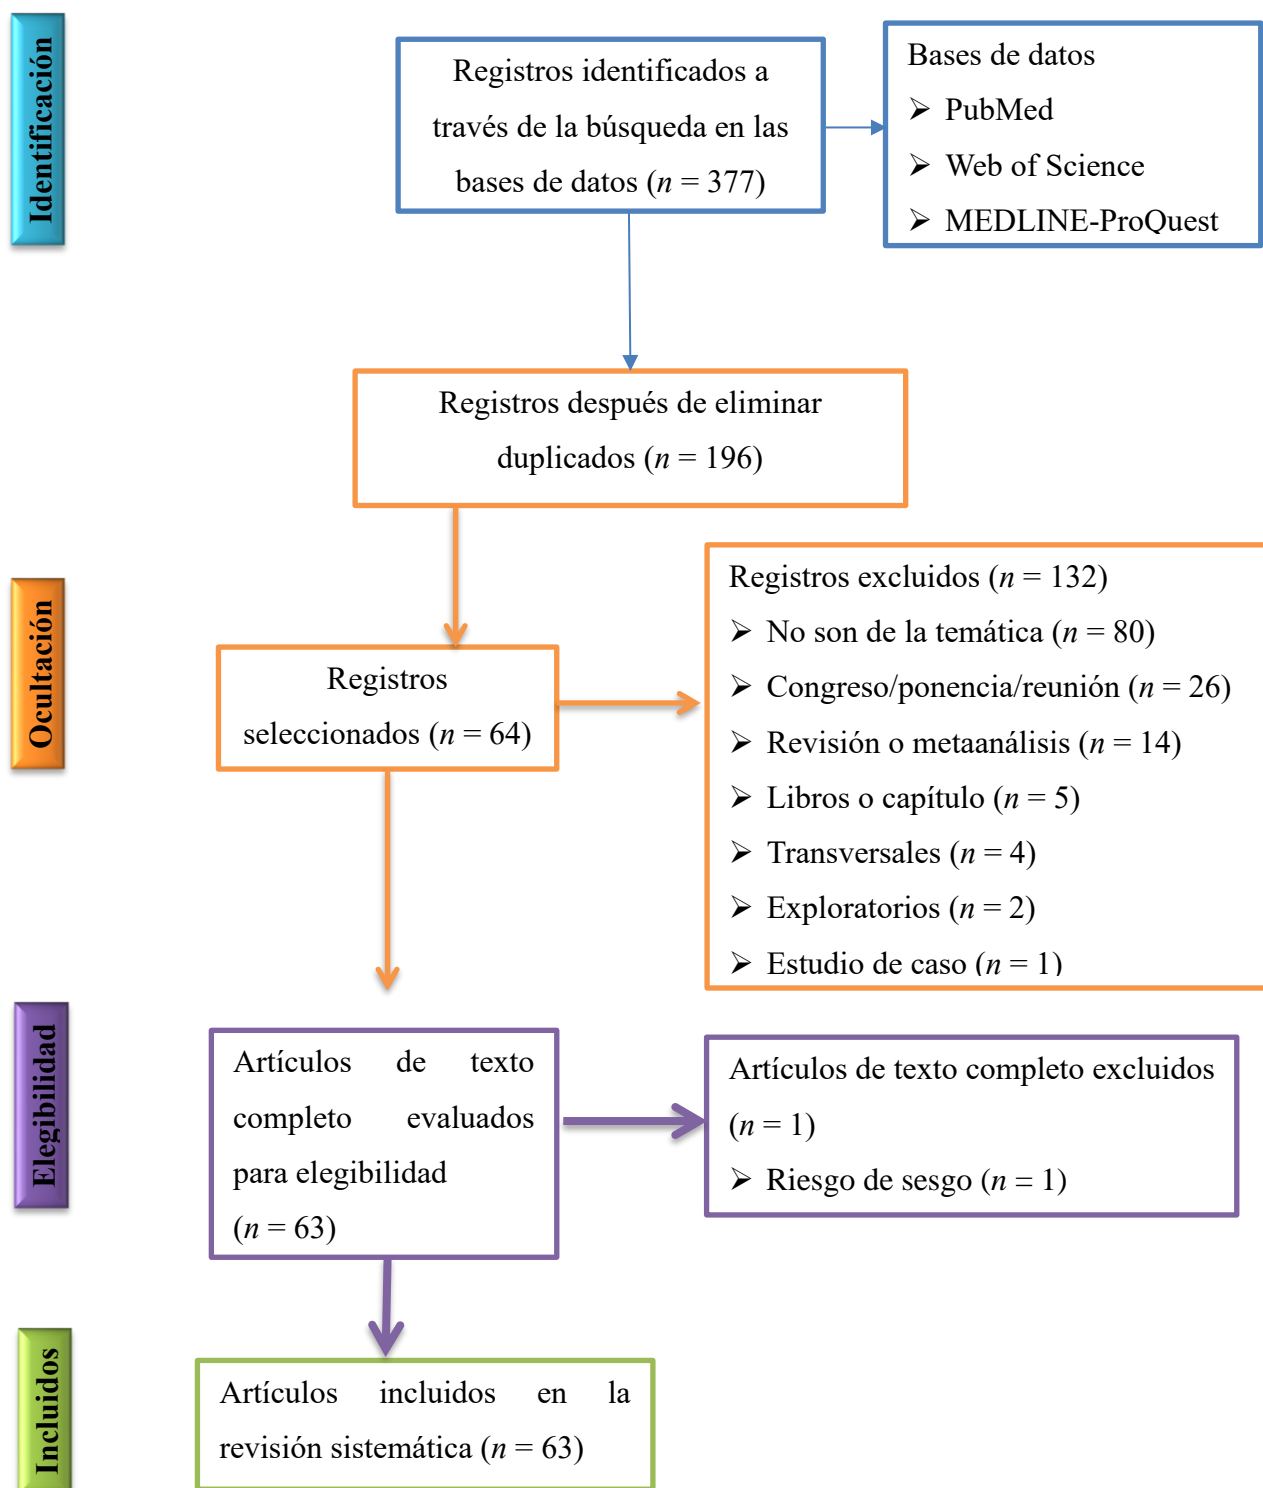 Identificación
Registros identificados a
través de la búsqueda en las
bases de datos (n = 377)
Bases de datos
➢ PubMed
➢ Web of Science
➢ MEDLINE-ProQuest
Registros después de eliminar
duplicados (n = 196)
Ocultación
Registros
seleccionados (n = 64)
Registros excluidos (n = 132)
➢ No son de la temática (n = 80)
➢ Congreso/ponencia/reunión (n = 26)
➢ Revisión o metaanálisis (n = 14)
➢ Libros o capítulo (n = 5)
➢ Transversales (n = 4)
➢ Exploratorios (n = 2)
➢ Estudio de caso (n = 1)
Elegibilidad
Artículos de texto
completo evaluados
para elegibilidad
(n = 63)
Artículos de texto completo excluidos
(n = 1)
➢ Riesgo de sesgo (n = 1)
Incluidos
Artículos incluidos en la
revisión sistemática (n = 63)